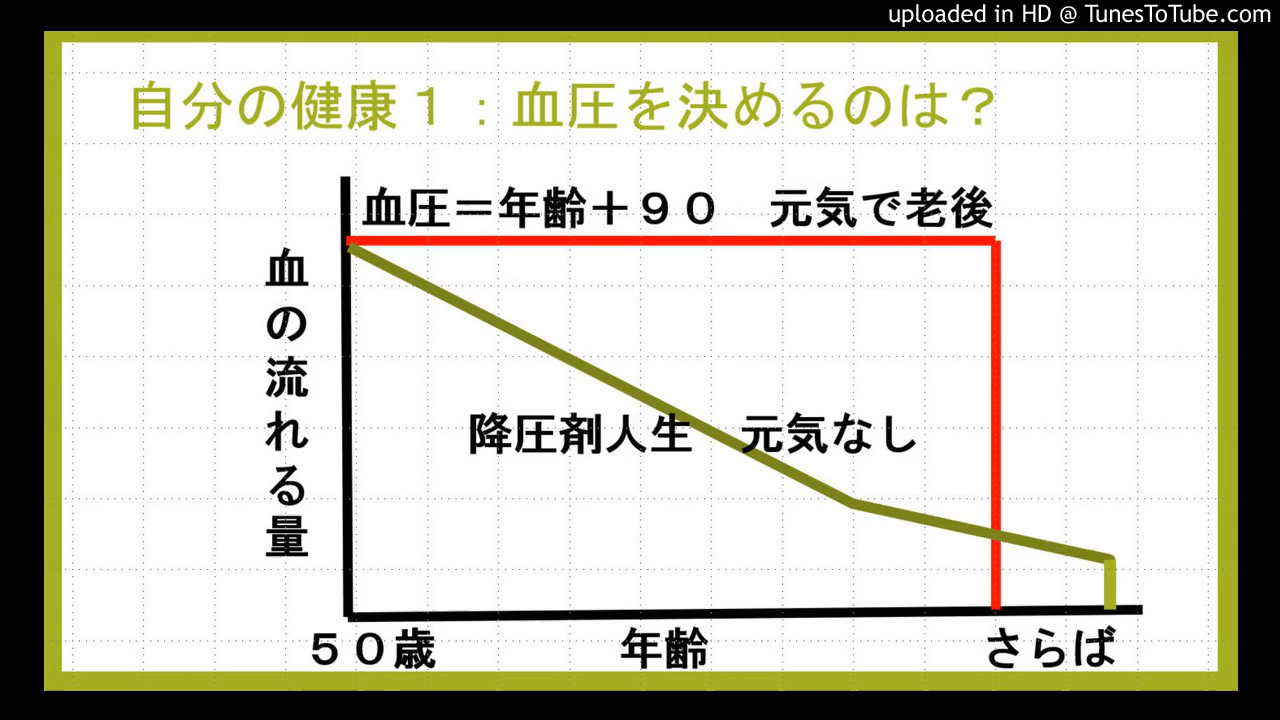 uploaded in HD @ TunesToTube.com
自分の健康１：血圧を決めるのは？
血圧＝年齢＋９０　元気で老後
血の流れる量
降圧剤人生　元気なし
５０歳　年齢　さらば